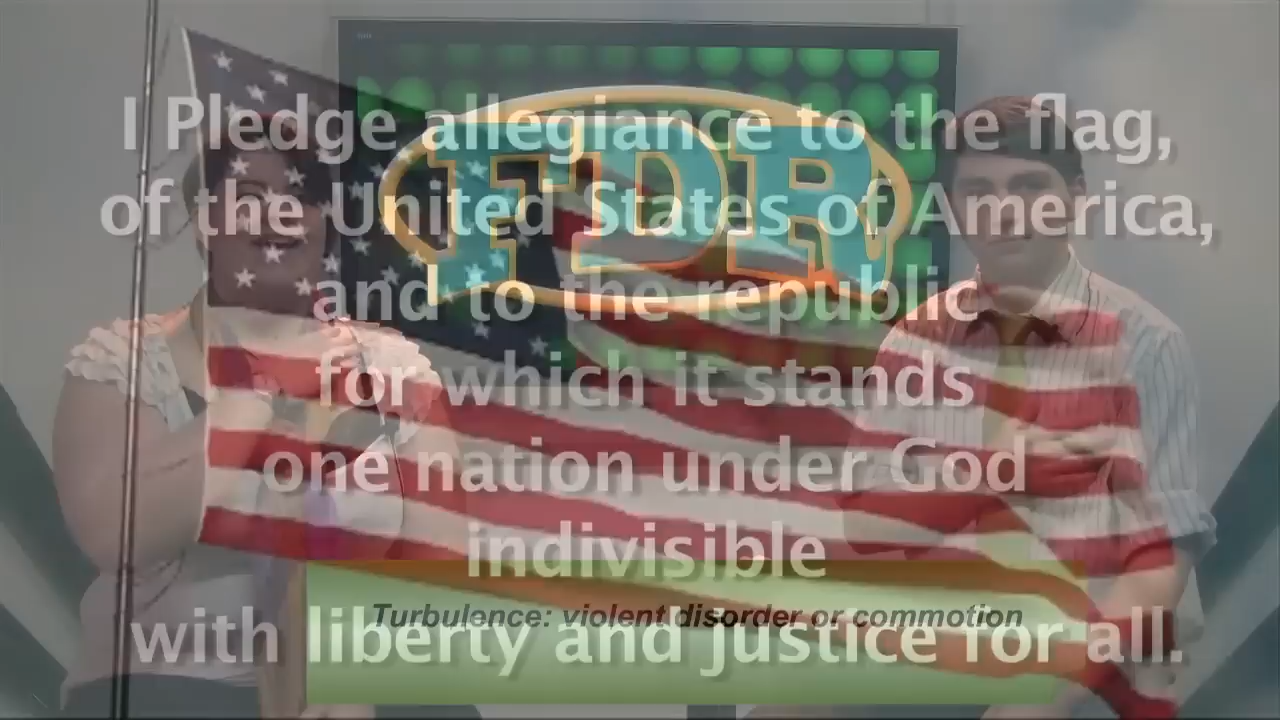 FDR
I Pledge allegiance to the flag,
of the United States of America,
and to the republic
for which it stands
one nation under God
indivisible
Turbulence: violent disorder or commotion
with liberty and justice for all.